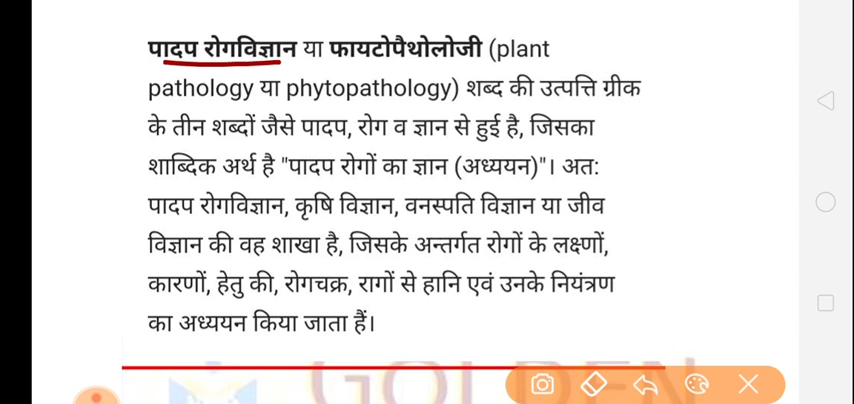 पादप रोगविज्ञान या फायटोपैथोलोजी (plant
pathology या phytopathology) शब्द की उत्पत्ति ग्रीक
के तीन शब्दों जैसे पादप, रोग व ज्ञान से हुई है, जिसका
शाब्दिक अर्थ है "पादप रोगों का ज्ञान (अध्ययन)"। अत:
पादप रोगविज्ञान, कृषि विज्ञान, वनस्पति विज्ञान या जीव
विज्ञान की वह शाखा है, जिसके अन्तर्गत रोगों के लक्ष्णों,
कारणों, हेतु की, रोगचक्र, रागों से हानि एवं उनके नियंत्रण
का अध्ययन किया जाता हैं।
GOLDEN